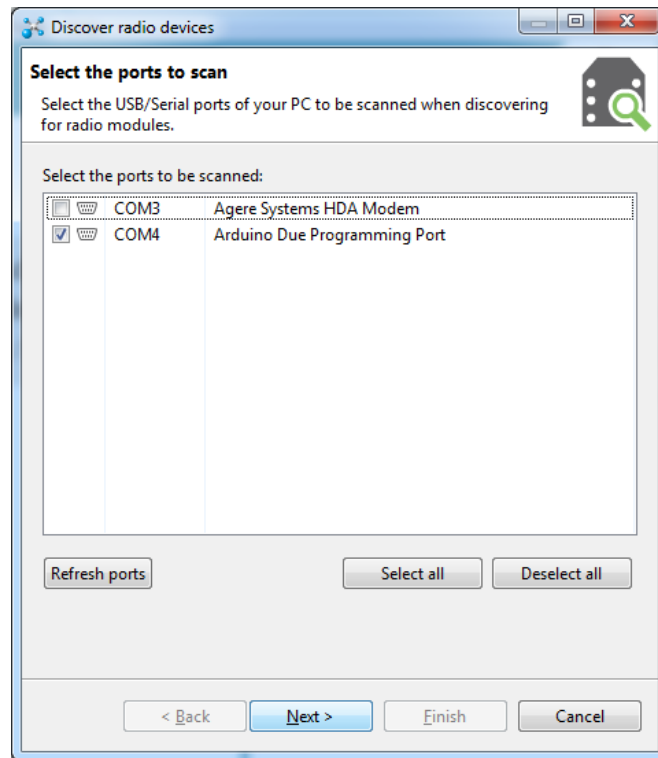 Discover radio devices
Select the ports to scan
Select the USB/Serial ports of your PC to be scanned when discovering
for radio modules.
Select the ports to be scanned:
COM3 Agere Systems HDA Modem
COM4 Arduino Due Programming Port
Refresh ports Select all Deselect all
< Back Next > Finish Cancel